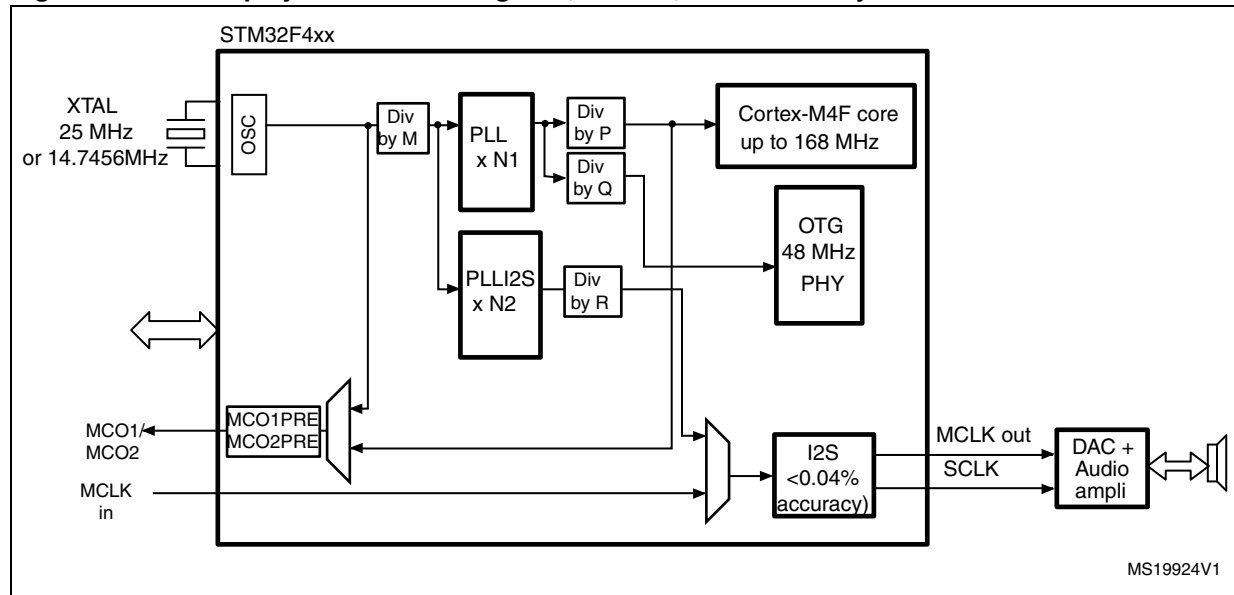 STM32F4xx
XTAL
25 MHz
or 14.7456MHz
OSC
Div
by M
PLL
x N1
Div
by P
Div
by Q
Cortex-M4F core
up to 168 MHz
OTG
48 MHz
PHY
PLLI2S
x N2
Div
by R
MCO1PRE
MCO2PRE
MCO1/
MCO2
MCLK
in
I2S
<0.04%
accuracy)
MCLK out
SCLK
DAC +
Audio
ampli
MS19924V1